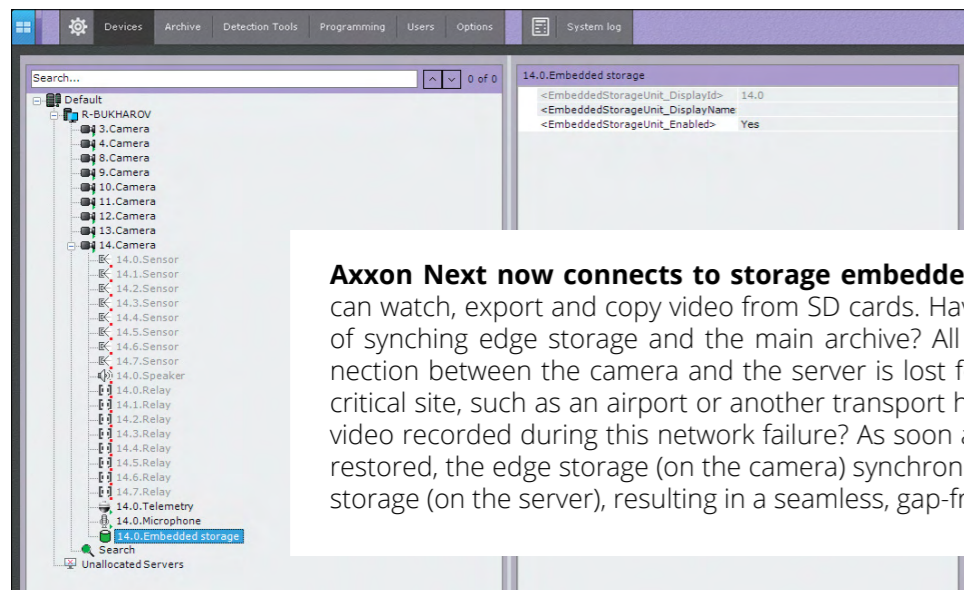 Devices Archive Detection Tools Programming Users Options System log
Search... 0 of 0
Default
R-BUKHAROV
3.Camera
4.Camera
8.Camera
9.Camera
10.Camera
11.Camera
12.Camera
13.Camera
14.Camera
14.0.Sensor
14.1.Sensor
14.2.Sensor
14.3.Sensor
14.4.Sensor
14.5.Sensor
14.6.Sensor
14.7.Sensor
14.0.Speaker
14.0.Relay
14.1.Relay
14.2.Relay
14.3.Relay
14.4.Relay
14.5.Relay
14.6.Relay
14.7.Relay
14.0.Telemetry
14.0.Microphone
14.0.Embedded storage
Search
Unallocated Servers
14.0.Embedded storage
<EmbeddedStorageUnit_DisplayId> 14.0
<EmbeddedStorageUnit_DisplayName
<EmbeddedStorageUnit_Enabled> Yes
Axxon Next now connects to storage embedde
can watch, export and copy video from SD cards. Hav
of synching edge storage and the main archive? All
nection between the camera and the server is lost f
critical site, such as an airport or another transport h
video recorded during this network failure? As soon a
restored, the edge storage (on the camera) synchron
storage (on the server), resulting in a seamless, gap-fr